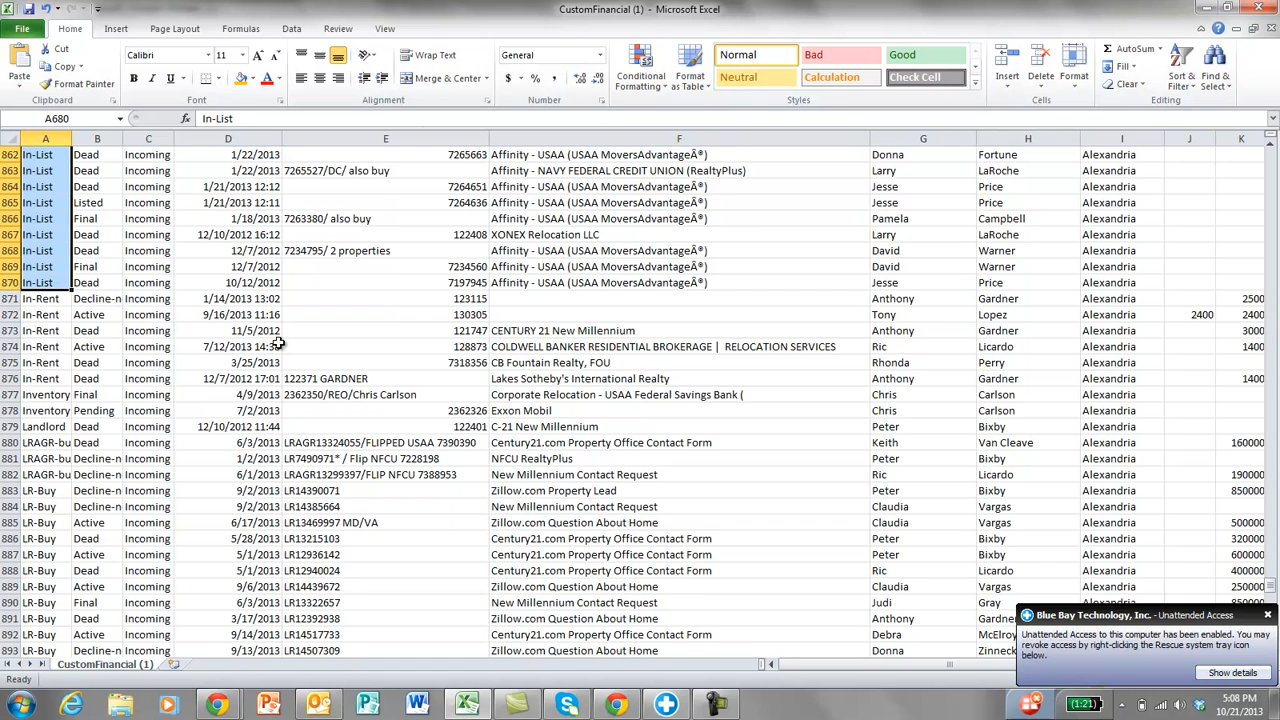 CustomFinancial (1) - Microsoft Excel
File Home Insert Page Layout Formulas Data Review View
Paste Cut Copy Format Painter Clipboard
Calibri 11 A A B I U A Font
Wrap Text Merge & Center Alignment
General $ % , Number
Conditional Formatting Format as Table Normal Bad Good Neutral Calculation Check Cell Styles
Insert Delete Format Cells
AutoSum Fill Clear Sort & Filter Find & Select Editing
A680 fx In-List
A B C D E F G H I J K
862 In-List Dead Incoming 1/22/2013 7265663 Affinity - USAA (USAA MoversAdvantageÂ®) Donna Fortune Alexandria
863 In-List Dead Incoming 1/22/2013 7265527/DC/ also buy Affinity - NAVY FEDERAL CREDIT UNION (RealtyPlus) Larry LaRoche Alexandria
864 In-List Dead Incoming 1/21/2013 12:12 7264651 Affinity - USAA (USAA MoversAdvantageÂ®) Jesse Price Alexandria
865 In-List Listed Incoming 1/21/2013 12:11 7264636 Affinity - USAA (USAA MoversAdvantageÂ®) Jesse Price Alexandria
866 In-List Final Incoming 1/18/2013 7263380/ also buy Affinity - USAA (USAA MoversAdvantageÂ®) Pamela Campbell Alexandria
867 In-List Dead Incoming 12/10/2012 16:12 122408 XONEX Relocation LLC Larry LaRoche Alexandria
868 In-List Dead Incoming 12/7/2012 7234795/ 2 properties Affinity - USAA (USAA MoversAdvantageÂ®) David Warner Alexandria
869 In-List Final Incoming 12/7/2012 7234560 Affinity - USAA (USAA MoversAdvantageÂ®) David Warner Alexandria
870 In-List Dead Incoming 10/12/2012 7197945 Affinity - USAA (USAA MoversAdvantageÂ®) Jesse Price Alexandria
871 In-Rent Decline-n Incoming 1/14/2013 13:02 123115 Anthony Gardner Alexandria 2500
872 In-Rent Active Incoming 9/16/2013 11:16 130305 Tony Lopez Alexandria 2400 2400
873 In-Rent Dead Incoming 11/5/2012 121747 CENTURY 21 New Millennium Anthony Gardner Alexandria 3000
874 In-Rent Active Incoming 7/12/2013 14:3 128873 COLDWELL BANKER RESIDENTIAL BROKERAGE | RELOCATION SERVICES Ric Licardo Alexandria 1400
875 In-Rent Dead Incoming 3/25/2013 7318356 CB Fountain Realty, FOU Rhonda Perry Alexandria
876 In-Rent Dead Incoming 12/7/2012 17:01 122371 GARDNER Lakes Sotheby's International Realty Anthony Gardner Alexandria 1400
877 Inventory Final Incoming 4/9/2013 2362350/REO/Chris Carlson Corporate Relocation - USAA Federal Savings Bank ( Chris Carlson Alexandria
878 Inventory Pending Incoming 7/2/2013 2362326 Exxon Mobil Chris Carlson Alexandria
879 Landlord Dead Incoming 12/10/2012 11:44 122401 C-21 New Millennium Peter Bixby Alexandria
880 LRAGR-bu Dead Incoming 6/3/2013 LRAGR13324055/FLIPPED USAA 7390390 Century21.com Property Office Contact Form Keith Van Cleave Alexandria 160000
881 LRAGR-bu Dead Incoming 1/2/2013 LR7490971* / Flip NFCU 7228198 NFCU RealtyPlus Peter Bixby Alexandria
882 LRAGR-bu Dead Incoming 6/1/2013 LRAGR13299397/FLIP NFCU 7388953 New Millennium Contact Request Ric Licardo Alexandria 190000
883 LR-Buy Decline-n Incoming 9/2/2013 LR14390071 Zillow.com Property Lead Peter Bixby Alexandria 850000
884 LR-Buy Decline-n Incoming 9/2/2013 LR14385664 New Millennium Contact Request Claudia Vargas Alexandria
885 LR-Buy Active Incoming 6/17/2013 LR13469997 MD/VA Zillow.com Question About Home Claudia Vargas Alexandria 500000
886 LR-Buy Dead Incoming 5/28/2013 LR13215103 Century21.com Property Office Contact Form Peter Bixby Alexandria 320000
887 LR-Buy Active Incoming 5/1/2013 LR12936142 Century21.com Property Office Contact Form Peter Bixby Alexandria 600000
888 LR-Buy Active Incoming 5/1/2013 LR12940024 Century21.com Property Office Contact Form Ric Licardo Alexandria 400000
889 LR-Buy Active Incoming 9/6/2013 LR14439672 Zillow.com Question About Home Claudia Vargas Alexandria 250000
890 LR-Buy Final Incoming 6/3/2013 LR13322657 New Millennium Contact Request Judi Gray
891 LR-Buy Dead Incoming 3/17/2013 LR12392938 Zillow.com Question About Home Anthony Gardner
892 LR-Buy Active Incoming 9/14/2013 LR14517733 Century21.com Property Office Contact Form Debra McElroy
893 LR-Buy Dead Incoming 9/13/2013 LR14507309 Zillow.com Question About Home Donna Zinneck
Blue Bay Technology, Inc. - Unattended Access
Unattended Access to this computer has been enabled. You may
revoke access by right-clicking the Rescue system tray icon
below.
Show details
CustomFinancial (1)
Ready
(1:21) 5:08 PM
10/21/2013